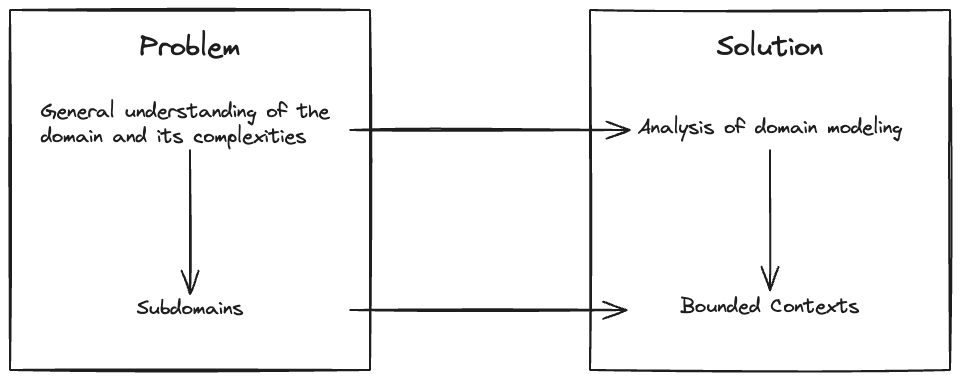 Problem
General understanding of the
domain and its complexities
Subdomains
Solution
Analysis of domain modeling
Bounded Contexts